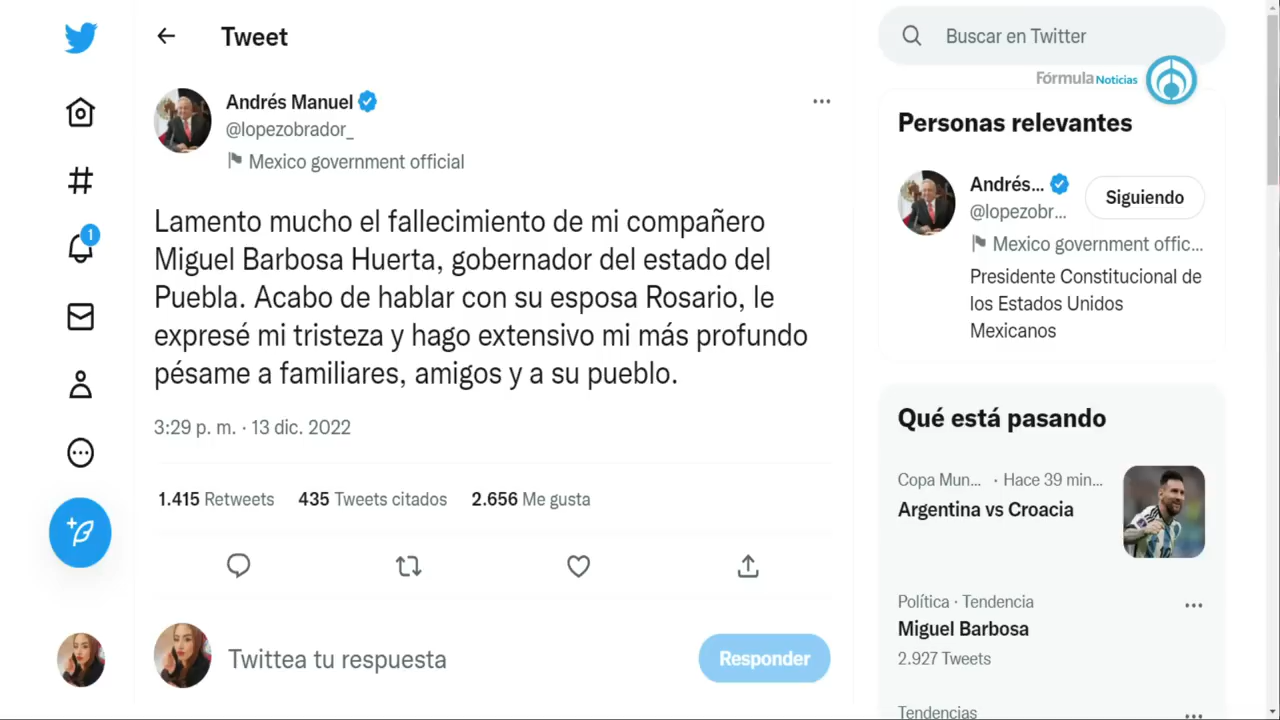 Tweet
Andrés Manuel
@lopezobrador_
Mexico government official
Lamento mucho el fallecimiento de mi compañero
Miguel Barbosa Huerta, gobernador del estado del
Puebla. Acabo de hablar con su esposa Rosario, le
expresé mi tristeza y hago extensivo mi más profundo
pésame a familiares, amigos y a su pueblo.
3:29 p. m. · 13 dic. 2022
1.415 Retweets 435 Tweets citados 2.656 Me gusta
1
Twittea tu respuesta
Responder
Buscar en Twitter
Fórmula Noticias
Personas relevantes
Andrés...
Siguiendo
@lopezobr...
Mexico government offic...
Presidente Constitucional de
los Estados Unidos
Mexicanos
Qué está pasando
Copa Mun... · Hace 39 min...
Argentina vs Croacia
Política · Tendencia
Miguel Barbosa
2.927 Tweets
Tendencias